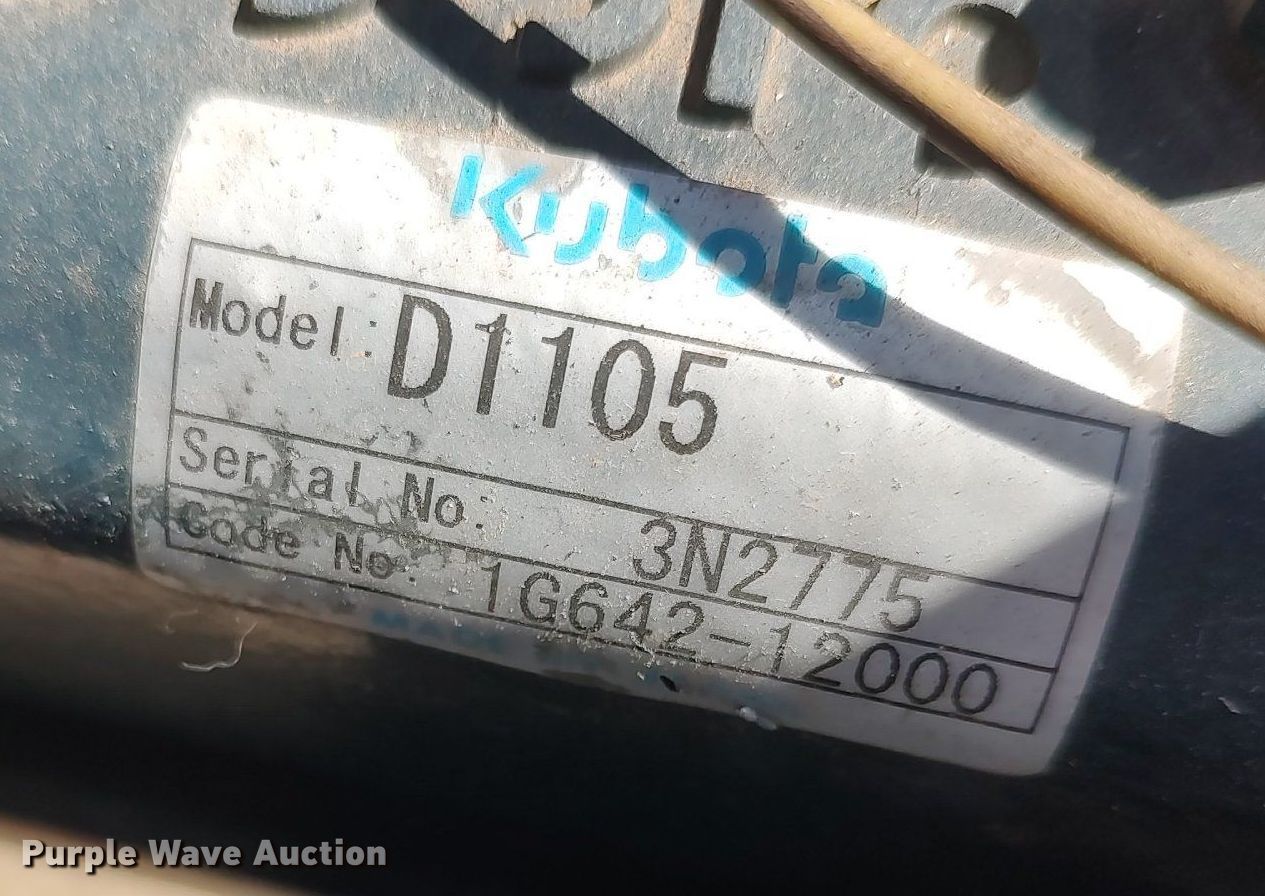 Kubota
Model: D1105
Serial No: 3N2775
Code No. 1G642-12000
Purple Wave Auction